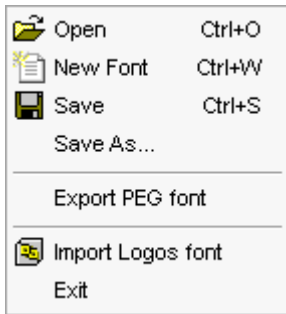 Open Ctrl+O
New Font Ctrl+W
Save Ctrl+S
Save As...
Export PEG font
Import Logos font
Exit